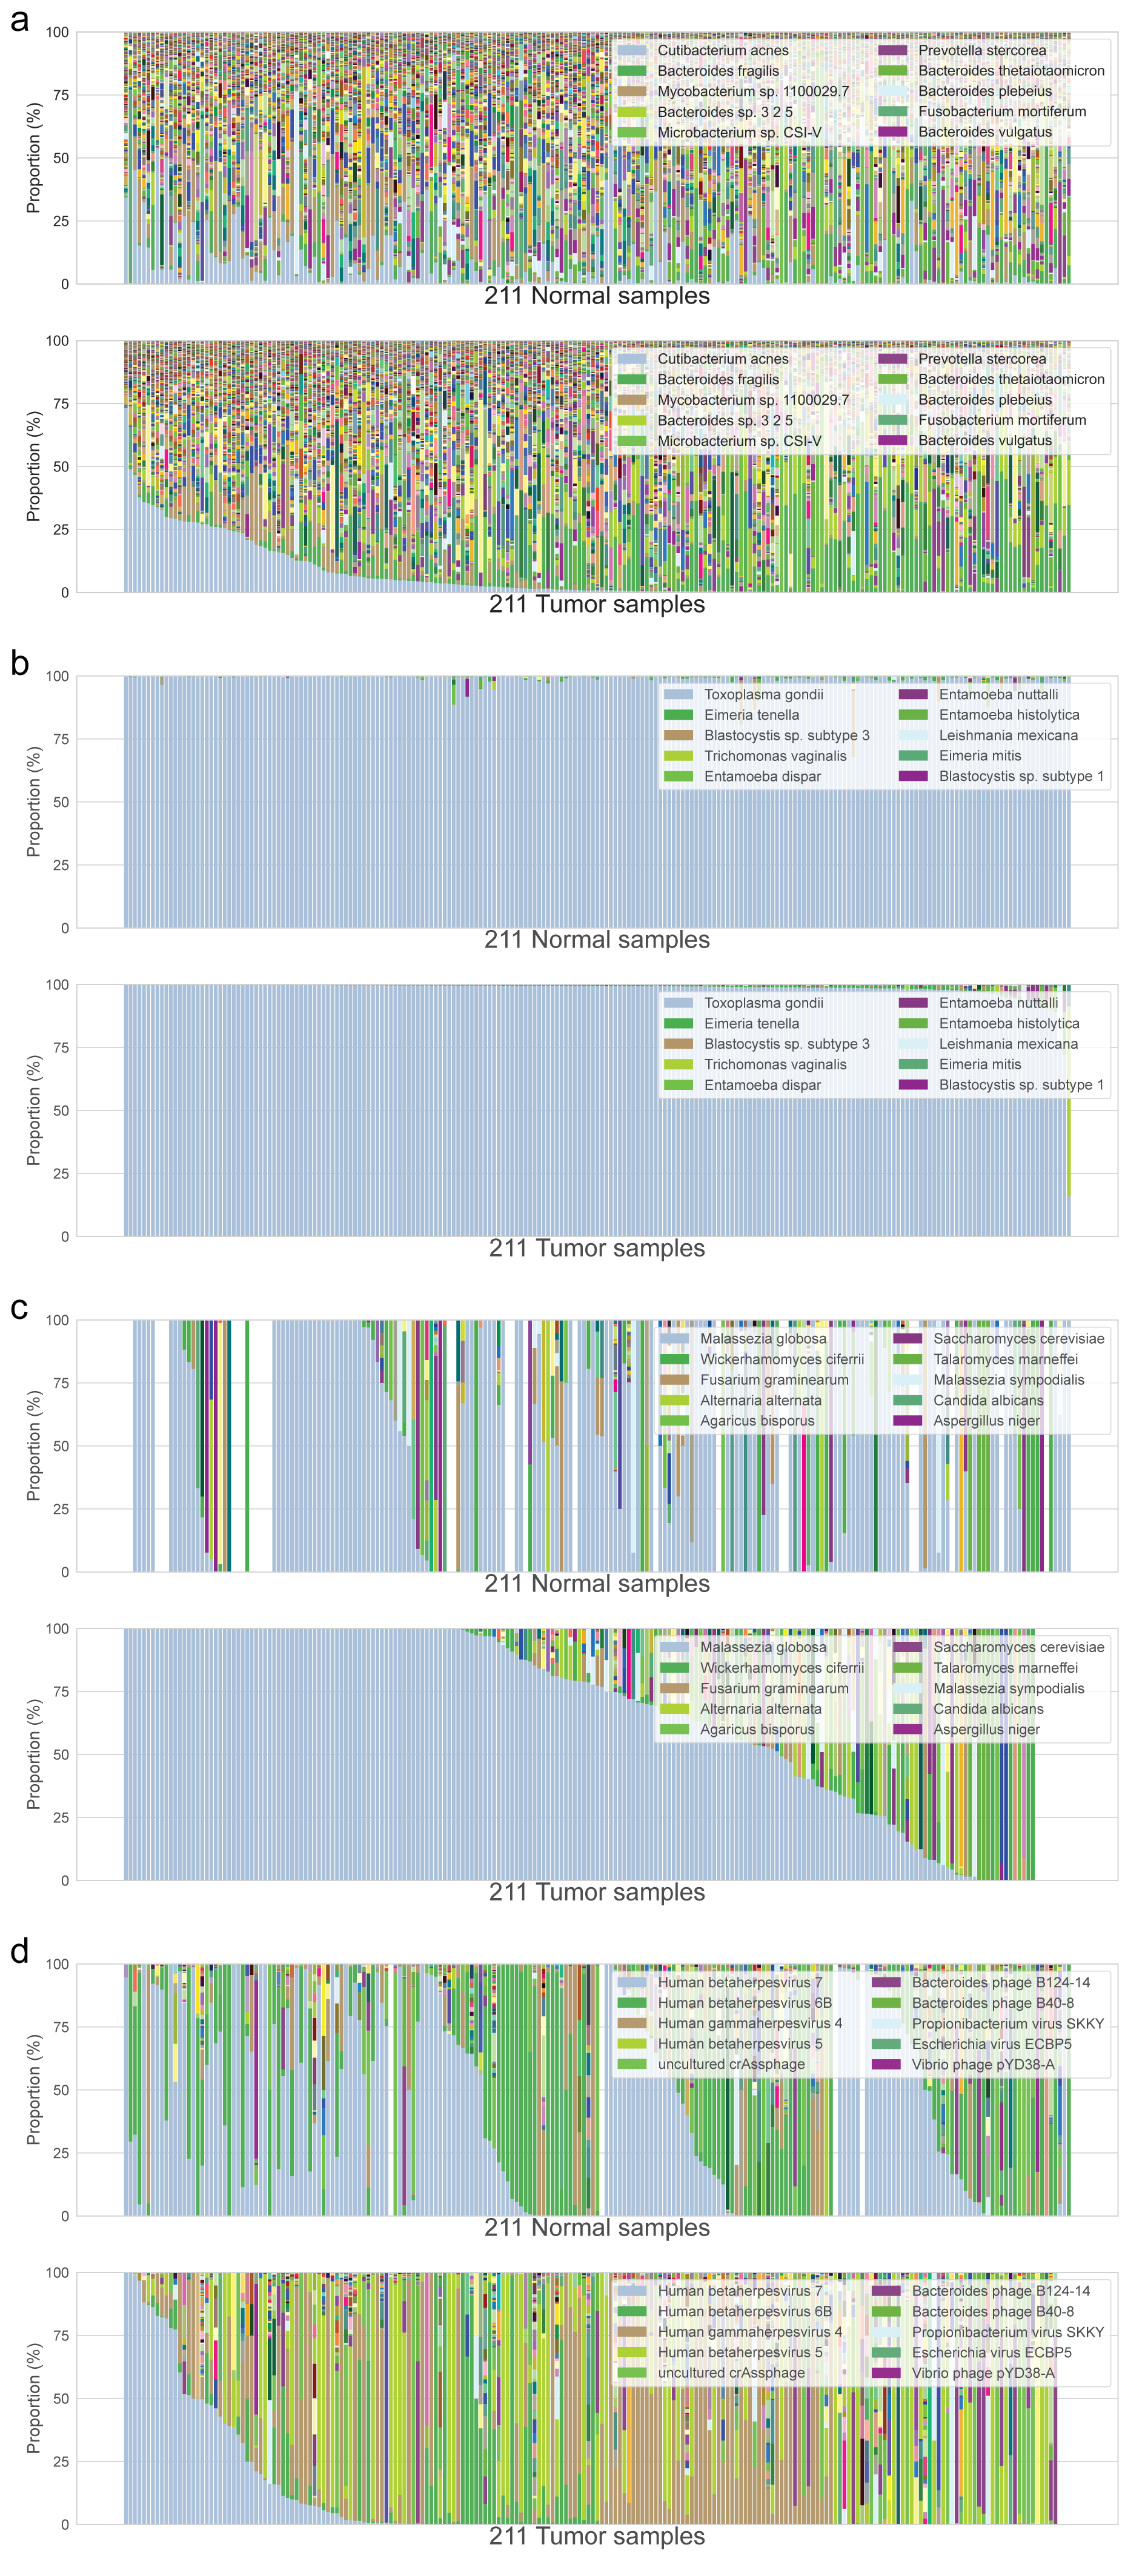 a
100
75
50
25
0
Proportion (%)
Cutibacterium acnes
Bacteroides fragilis
Mycobacterium sp. 1100029.7
Bacteroides sp. 3 2 5
Microbacterium sp. CSI-V
Prevotella stercorea
Bacteroides thetaiotaomicron
Bacteroides plebeius
Fusobacterium mortiferum
Bacteroides vulgatus
211 Normal samples
100
75
50
25
0
Proportion (%)
Cutibacterium acnes
Bacteroides fragilis
Mycobacterium sp. 1100029.7
Bacteroides sp. 3 2 5
Microbacterium sp. CSI-V
Prevotella stercorea
Bacteroides thetaiotaomicron
Bacteroides plebeius
Fusobacterium mortiferum
Bacteroides vulgatus
211 Tumor samples
b
100
75
50
25
0
Proportion (%)
Toxoplasma gondii
Eimeria tenella
Blastocystis sp. subtype 3
Trichomonas vaginalis
Entamoeba dispar
Entamoeba nuttalli
Entamoeba histolytica
Leishmania mexicana
Eimeria mitis
Blastocystis sp. subtype 1
211 Normal samples
100
75
50
25
0
Proportion (%)
Toxoplasma gondii
Eimeria tenella
Blastocystis sp. subtype 3
Trichomonas vaginalis
Entamoeba dispar
Entamoeba nuttalli
Entamoeba histolytica
Leishmania mexicana
Eimeria mitis
Blastocystis sp. subtype 1
211 Tumor samples
c
100
75
50
25
0
Proportion (%)
Malassezia globosa
Wickerhamomyces ciferrii
Fusarium graminearum
Alternaria alternata
Agaricus bisporus
Saccharomyces cerevisiae
Talaromyces marneffei
Malassezia sympodialis
Candida albicans
Aspergillus niger
211 Normal samples
100
75
50
25
0
Proportion (%)
Malassezia globosa
Wickerhamomyces ciferrii
Fusarium graminearum
Alternaria alternata
Agaricus bisporus
Saccharomyces cerevisiae
Talaromyces marneffei
Malassezia sympodialis
Candida albicans
Aspergillus niger
211 Tumor samples
d
100
75
50
25
0
Proportion (%)
Human betaherpesvirus 7
Human betaherpesvirus 6B
Human gammaherpesvirus 4
Human betaherpesvirus 5
uncultured crAssphage
Bacteroides phage B124-14
Bacteroides phage B40-8
Propionibacterium virus SKKY
Escherichia virus ECBP5
Vibrio phage pYD38-A
211 Normal samples
100
75
50
25
0
Proportion (%)
Human betaherpesvirus 7
Human betaherpesvirus 6B
Human gammaherpesvirus 4
Human betaherpesvirus 5
uncultured crAssphage
Bacteroides phage B124-14
Bacteroides phage B40-8
Propionibacterium virus SKKY
Escherichia virus ECBP5
Vibrio phage pYD38-A
211 Tumor samples